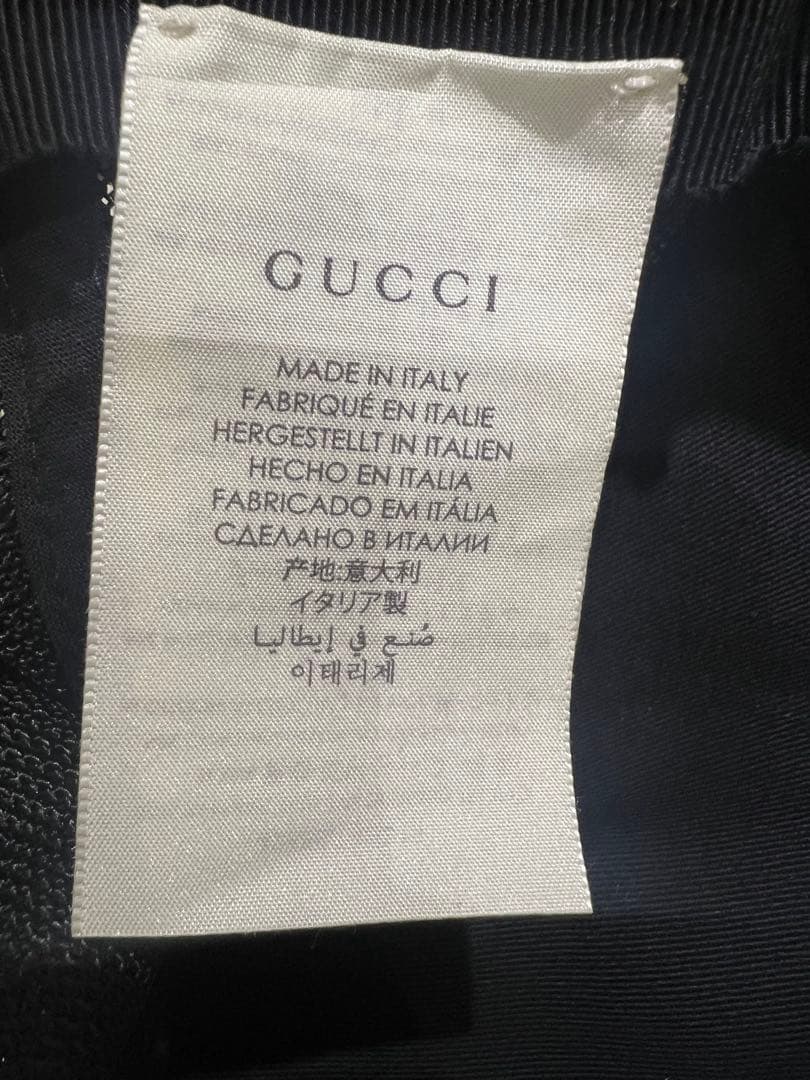 GUCCI
MADE IN ITALY
FABRIQUÉ EN ITALIE
HERGESTELLT IN ITALIEN
HECHO EN ITALIA
FABRICADO EM ITÁLIA
СДЕЛАНО В ИТАЛИИ
产地:意大利
イタリア製
صُنع في إيطاليا
이태리제